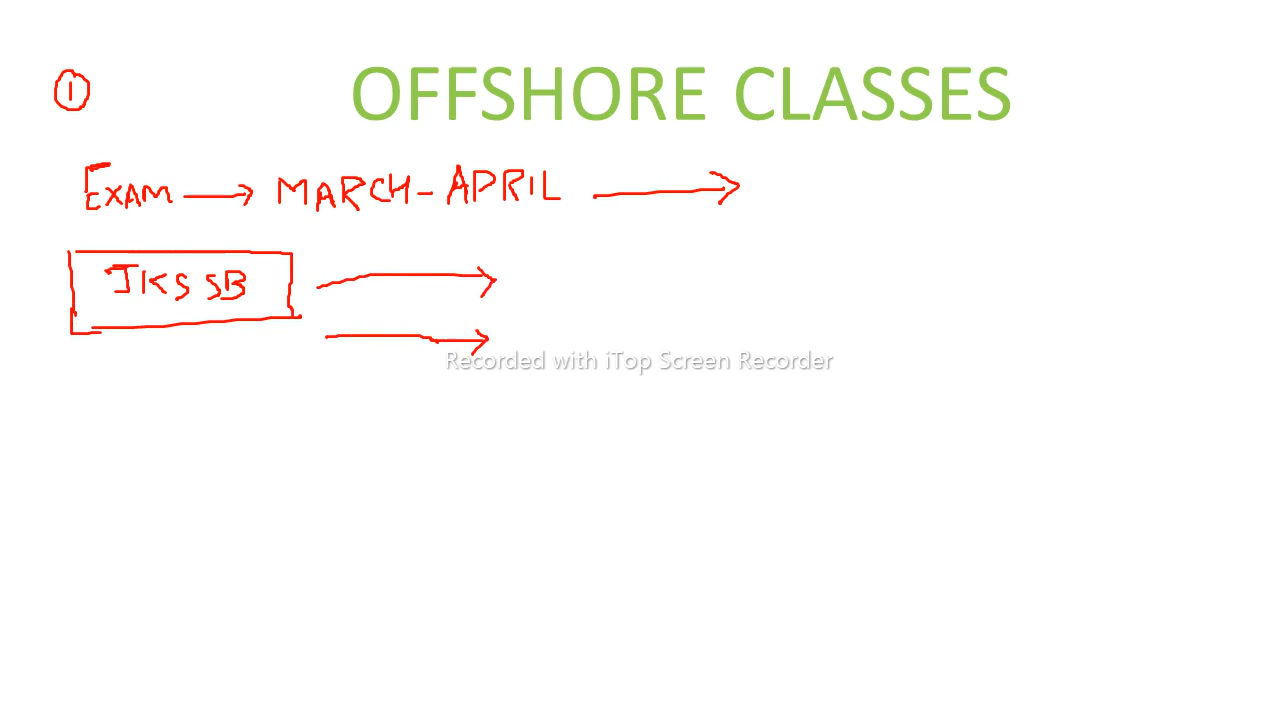 ①
OFFSHORE CLASSES
EXAM → MARCH-APRIL →
JKSSB → →
Recorded with iTop Screen Recorder